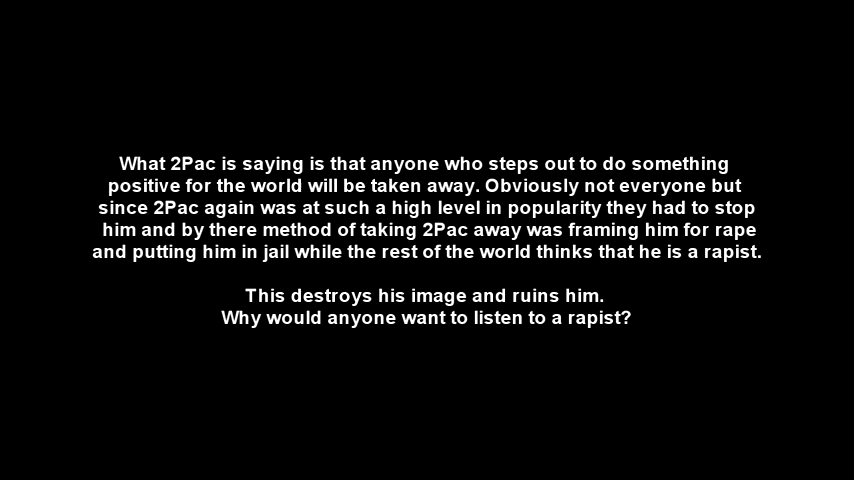 What 2Pac is saying is that anyone who steps out to do something
positive for the world will be taken away. Obviously not everyone but
since 2Pac again was at such a high level in popularity they had to stop
him and by there method of taking 2Pac away was framing him for rape
and putting him in jail while the rest of the world thinks that he is a rapist.
This destroys his image and ruins him.
Why would anyone want to listen to a rapist?